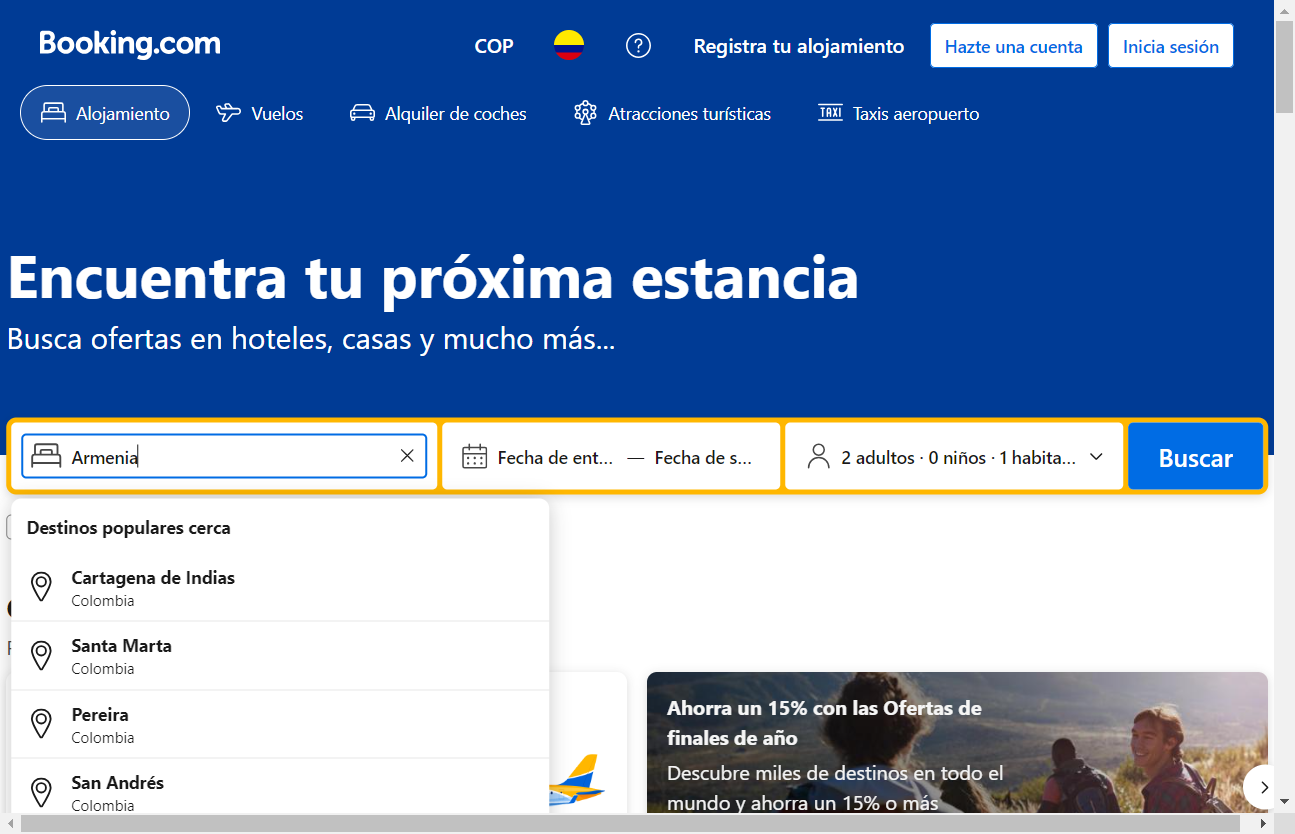 Booking.com
COP
Registra tu alojamiento
Hazte una cuenta
Inicia sesión
Alojamiento
Vuelos
Alquiler de coches
Atracciones turísticas
TAXI
Taxis aeropuerto
Encuentra tu próxima estancia
Busca ofertas en hoteles, casas y mucho más...
Armenia
Fecha de ent... — Fecha de s...
2 adultos · 0 niños · 1 habita...
Buscar
Destinos populares cerca
Cartagena de Indias
Colombia
Santa Marta
Colombia
Pereira
Colombia
San Andrés
Colombia
Ahorra un 15% con las Ofertas de
finales de año
Descubre miles de destinos en todo el
mundo y ahorra un 15% o más